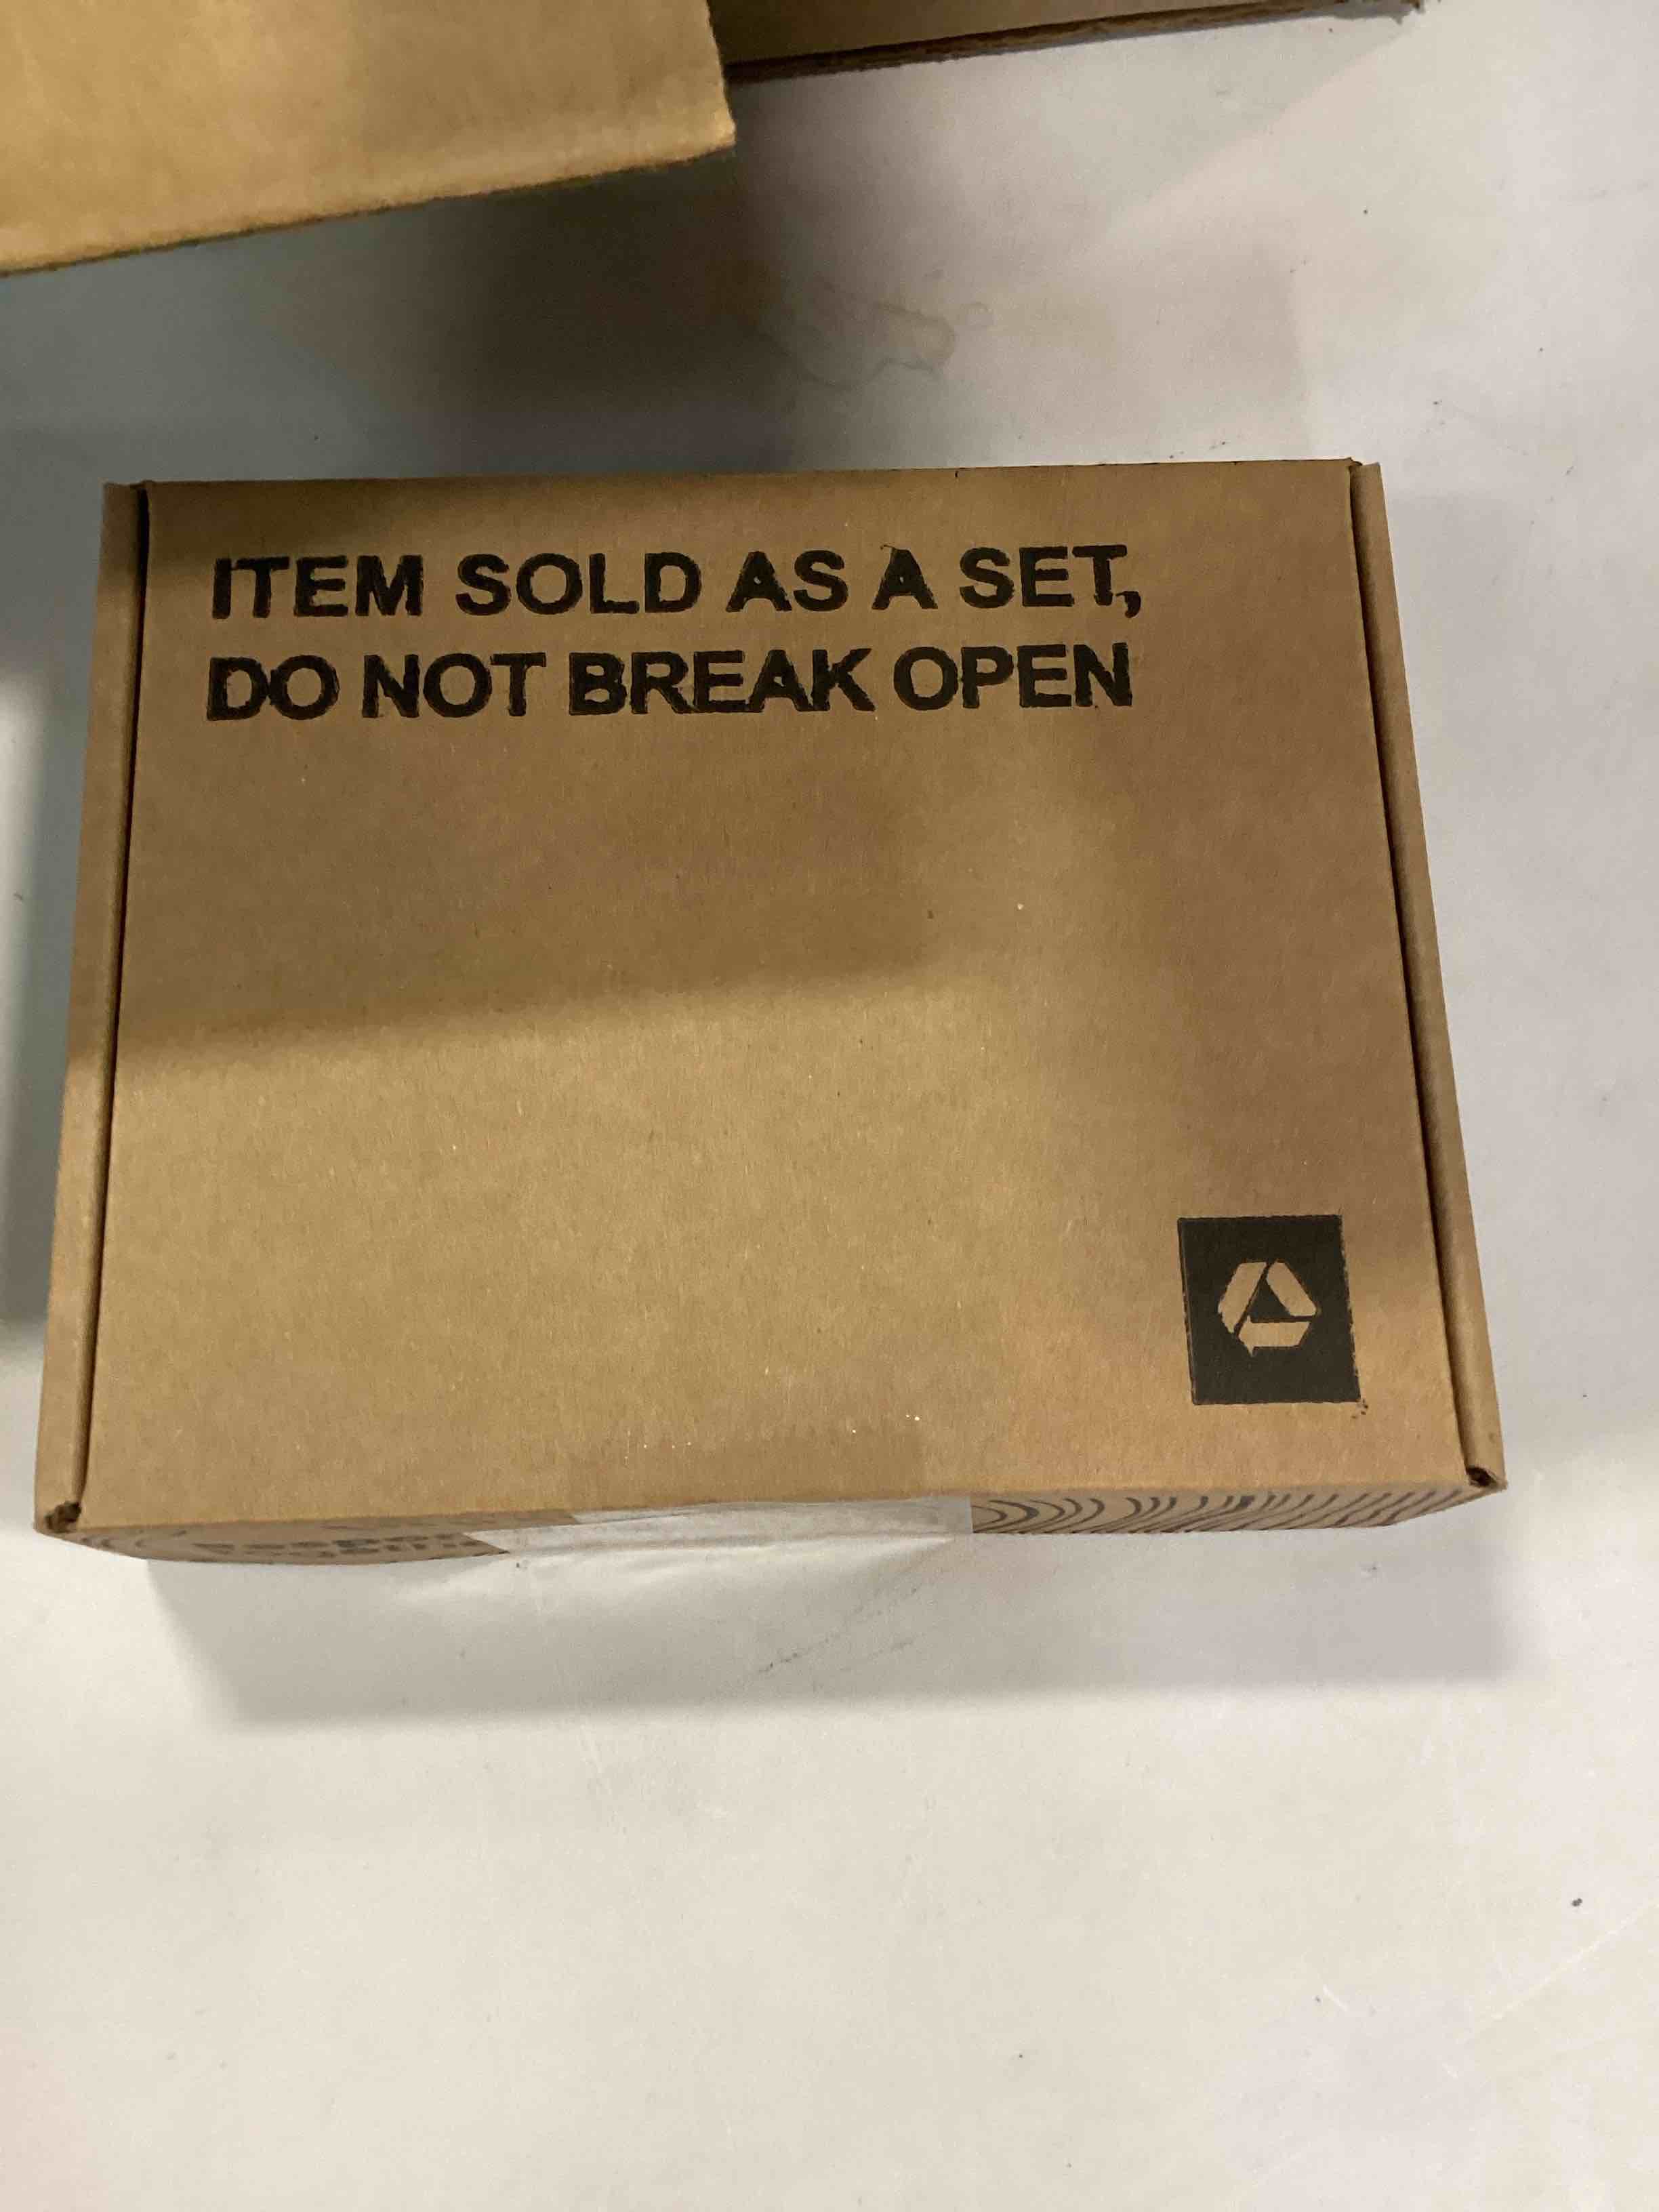 ITEM SOLD AS A SET,
DO NOT BREAK OPEN